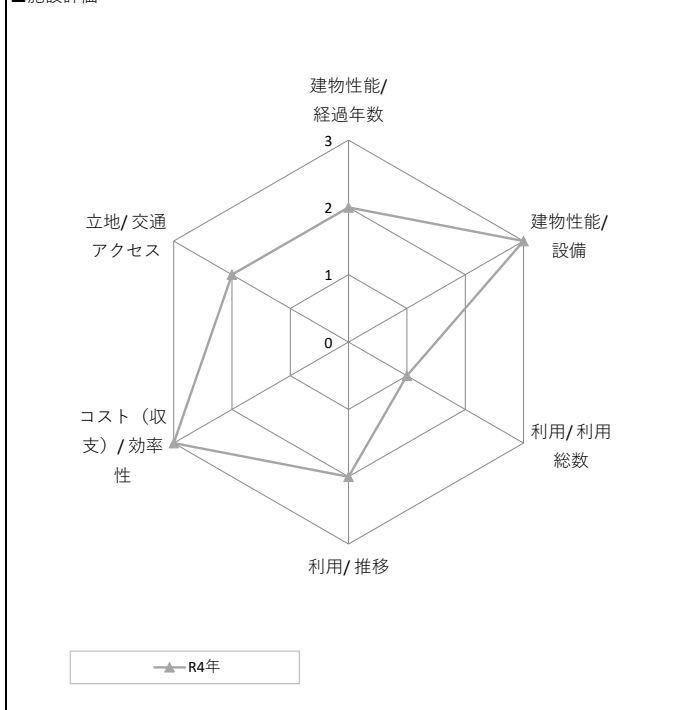 ■施設評価
建物性能/
経過年数
3
2
1
0
建物性能/
設備
利用/ 利用
総数
利用/ 推移
コスト（収
支）/ 効率
性
立地/ 交通
アクセス
R4年